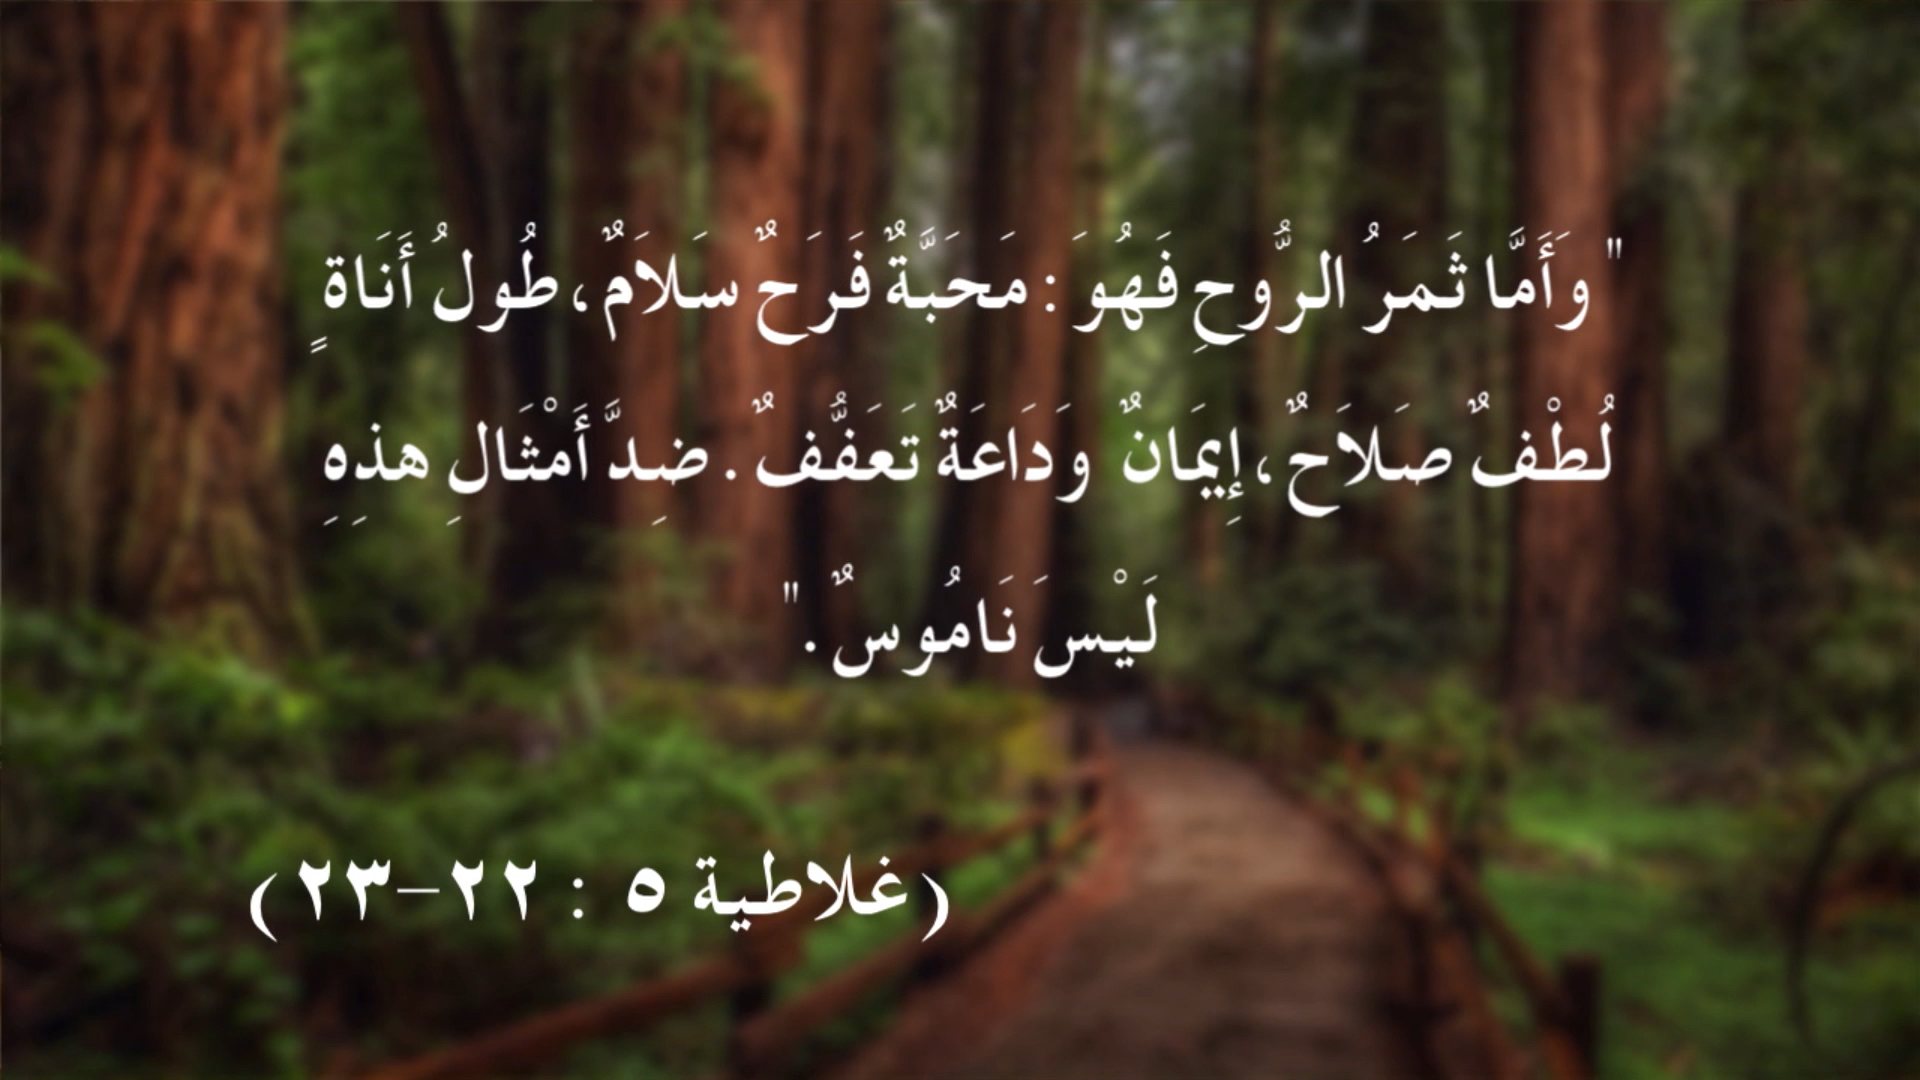 " وَأَمَّا ثَمَرُ الرُّوحِ فَهُوَ : مَحَبَّةٌ فَرَحٌ سَلاَمٌ ، طُولُ أَنَاةٍ
لُطْفٌ صَلاَحٌ ، إِيمَانٌ وَدَاعَةٌ تَعَفُّفٌ . ضِدَّ أَمْثَالِ هذِهِ
لَيْسَ نَامُوسٌ . "
(غلاطية ٥ : ٢٢-٢٣)